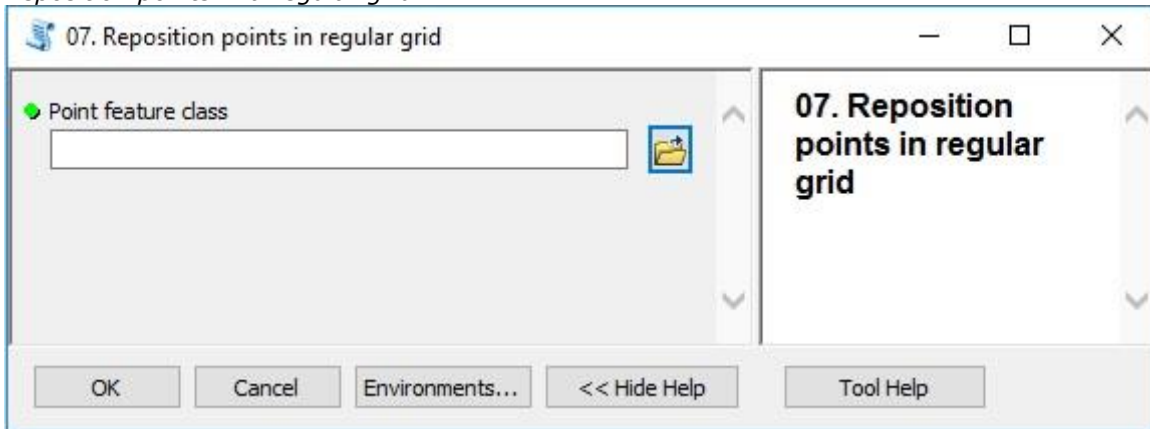 07. Reposition points in regular grid
Point feature class
07. Reposition
points in regular
grid
OK
Cancel
Environments...
<< Hide Help
Tool Help